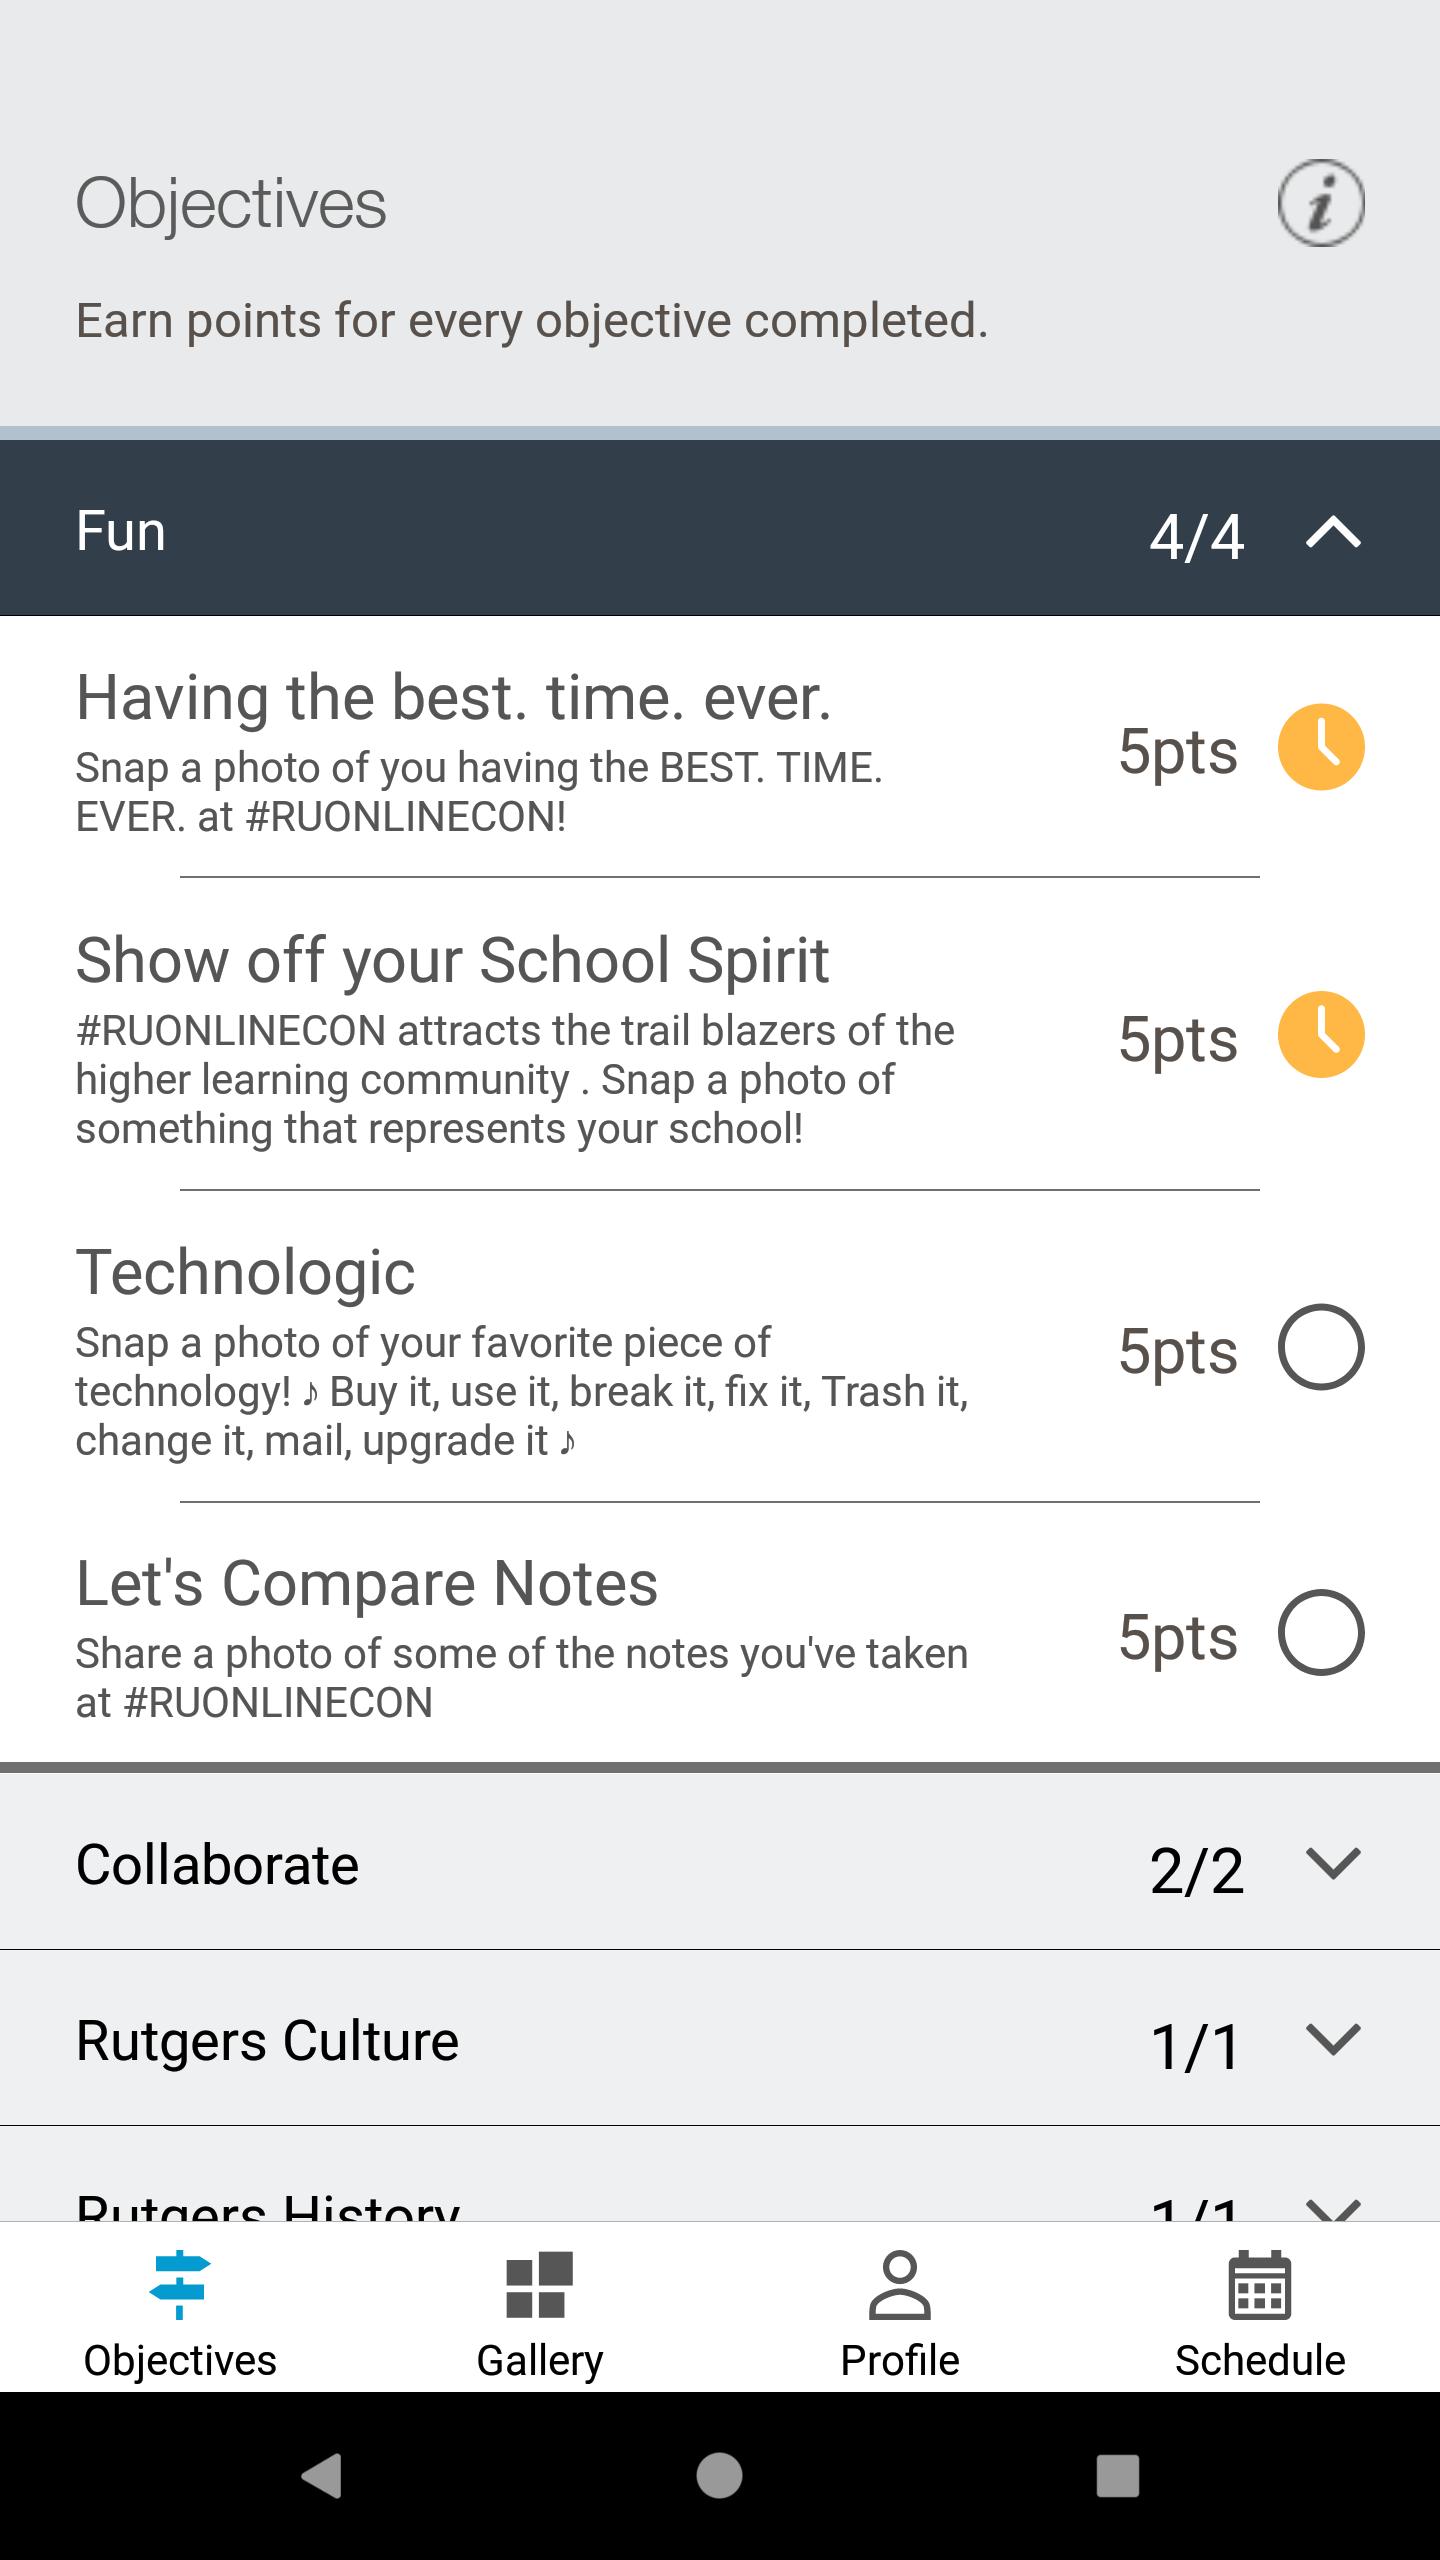 Objectives
Earn points for every objective completed.
Fun 4/4
Having the best. time. ever.
Snap a photo of you having the BEST. TIME.
EVER. at #RUONLINECON!
5pts
Show off your School Spirit
#RUONLINECON attracts the trail blazers of the
higher learning community . Snap a photo of
something that represents your school!
5pts
Technologic
Snap a photo of your favorite piece of
technology! ♪ Buy it, use it, break it, fix it, Trash it,
change it, mail, upgrade it ♪
5pts
Let's Compare Notes
Share a photo of some of the notes you've taken
at #RUONLINECON
5pts
Collaborate 2/2
Rutgers Culture 1/1
Rutgers History 1/1
Objectives Gallery Profile Schedule